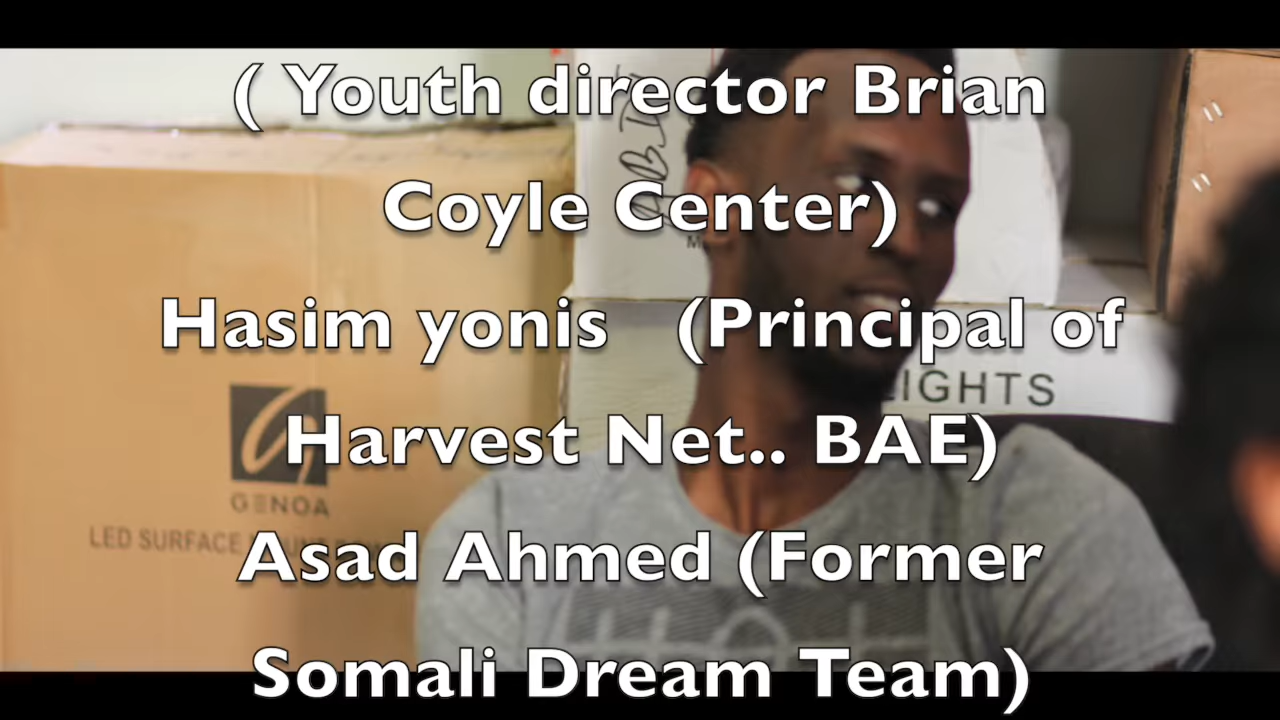 ( Youth director Brian
Coyle Center)
Hasim yonis (Principal of
Harvest Net.. BAE)
Asad Ahmed (Former
Somali Dream Team)
GENOA
LED SURFACE
IGHTS